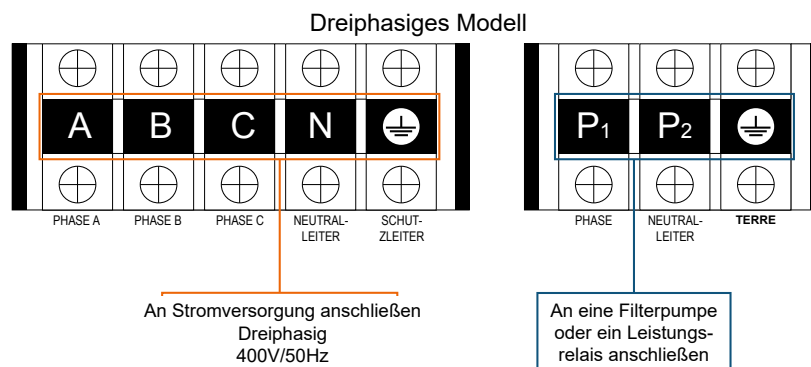 Dreiphasiges Modell
A B C N
P1 P2
PHASE A
PHASE B
PHASE C
NEUTRAL-
LEITER
SCHUT-
ZLEITER
PHASE
NEUTRAL-
LEITER
TERRE
An Stromversorgung anschließen
Dreiphasig
400V/50Hz
An eine Filterpumpe
oder ein Leistungs-
relais anschließen